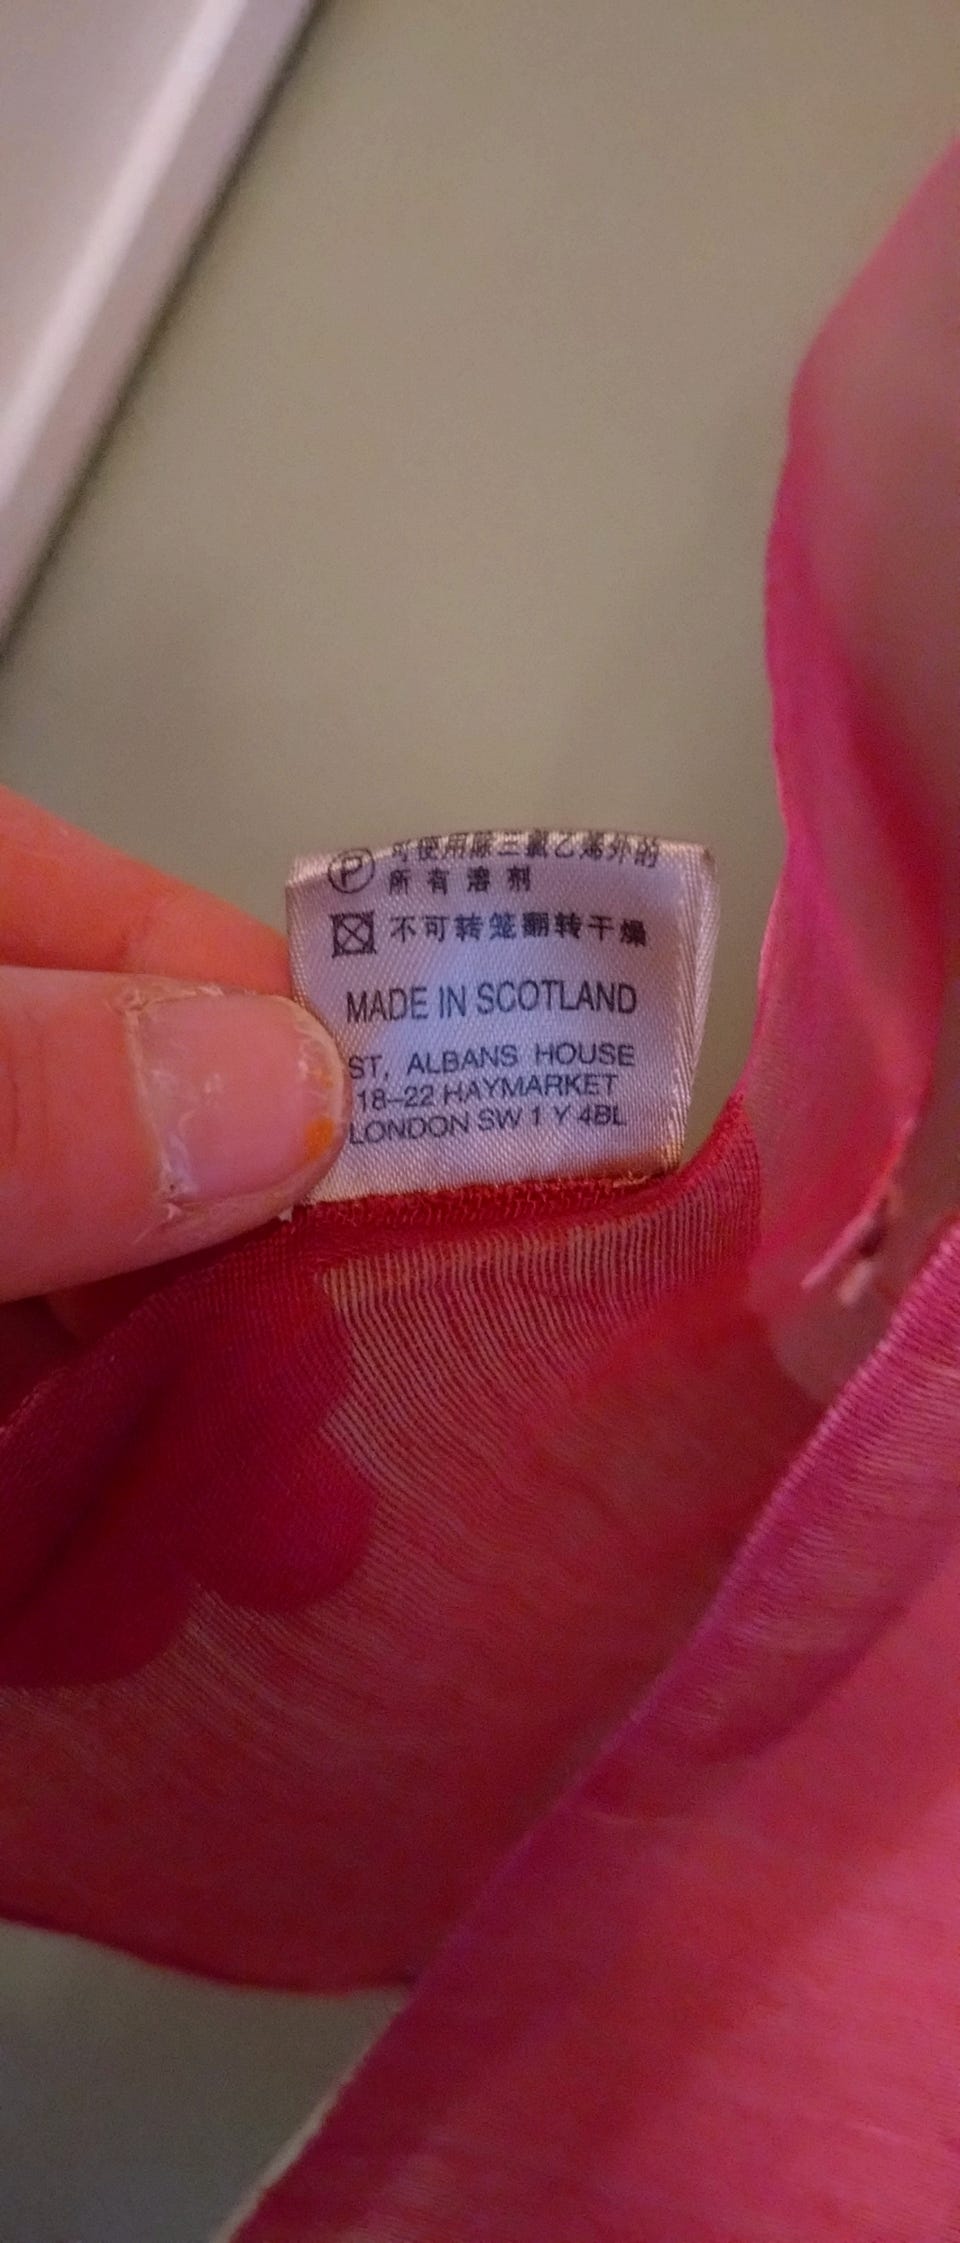 Ⓟ 可使用除三氯乙烯外的
所有溶剂
不可转笼翻转干燥
MADE IN SCOTLAND
ST, ALBANS HOUSE
18-22 HAYMARKET
LONDON SW 1 Y 4BL